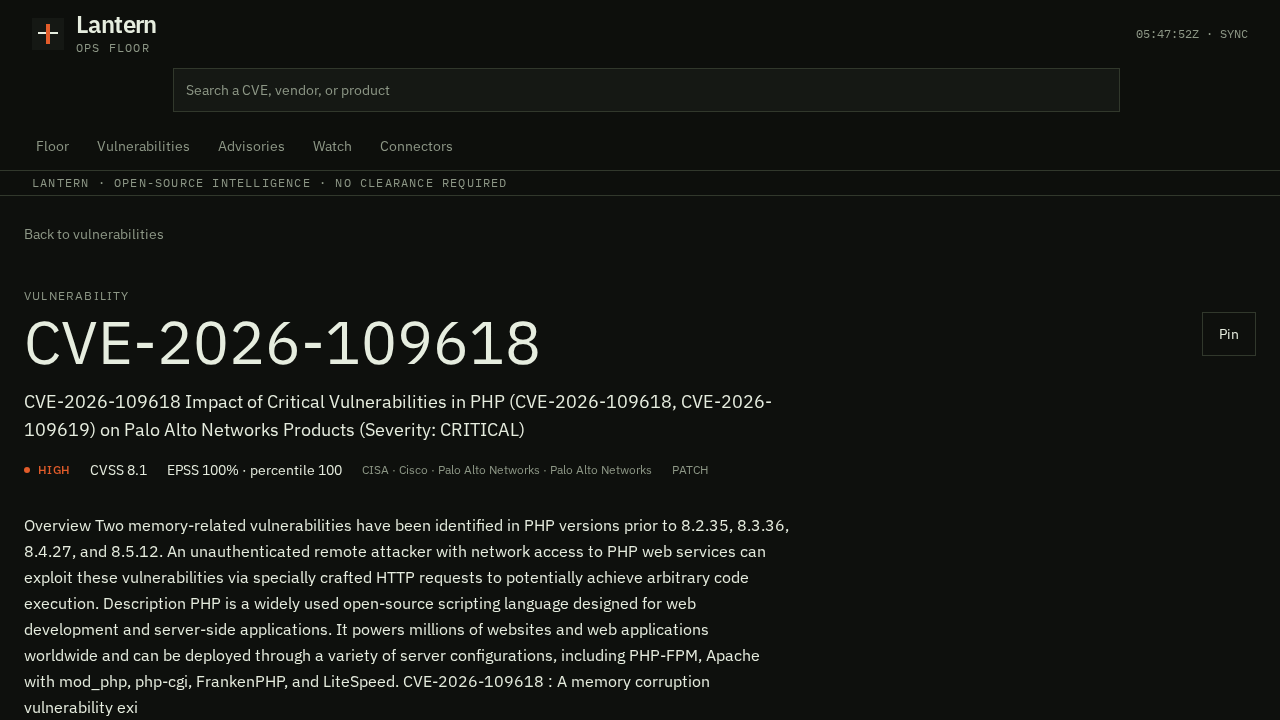 Lantern
OPS FLOOR
05:47:52Z · SYNC
Search a CVE, vendor, or product
Floor Vulnerabilities Advisories Watch Connectors
LANTERN · OPEN-SOURCE INTELLIGENCE · NO CLEARANCE REQUIRED
Back to vulnerabilities
VULNERABILITY
CVE-2026-109618
Pin
CVE-2026-109618 Impact of Critical Vulnerabilities in PHP (CVE-2026-109618, CVE-2026-
109619) on Palo Alto Networks Products (Severity: CRITICAL)
HIGH CVSS 8.1 EPSS 100% · percentile 100 CISA · Cisco · Palo Alto Networks · Palo Alto Networks PATCH
Overview Two memory-related vulnerabilities have been identified in PHP versions prior to 8.2.35, 8.3.36,
8.4.27, and 8.5.12. An unauthenticated remote attacker with network access to PHP web services can
exploit these vulnerabilities via specially crafted HTTP requests to potentially achieve arbitrary code
execution. Description PHP is a widely used open-source scripting language designed for web
development and server-side applications. It powers millions of websites and web applications
worldwide and can be deployed through a variety of server configurations, including PHP-FPM, Apache
with mod_php, php-cgi, FrankenPHP, and LiteSpeed. CVE-2026-109618 : A memory corruption
vulnerability exi